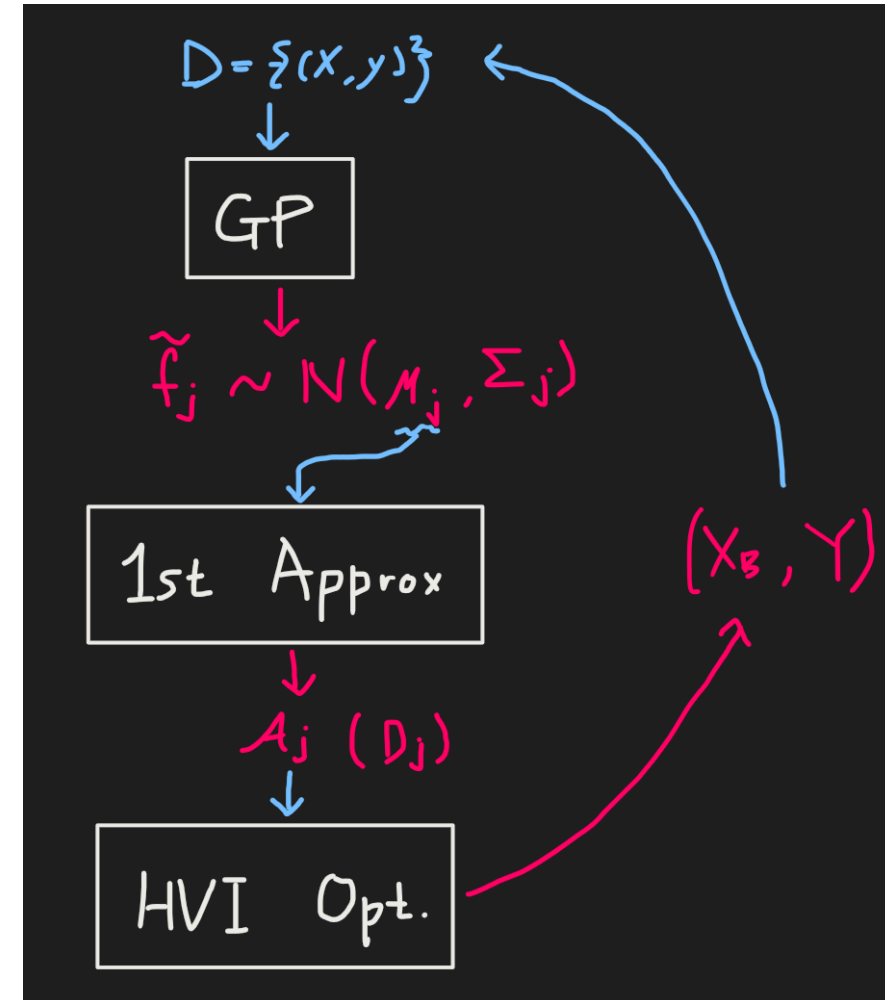 D={(X,y)}
GP
f̃j ~ N(μj, Σj)
1st Approx
(XB, Y)
Aj (Dj)
HVI Opt.